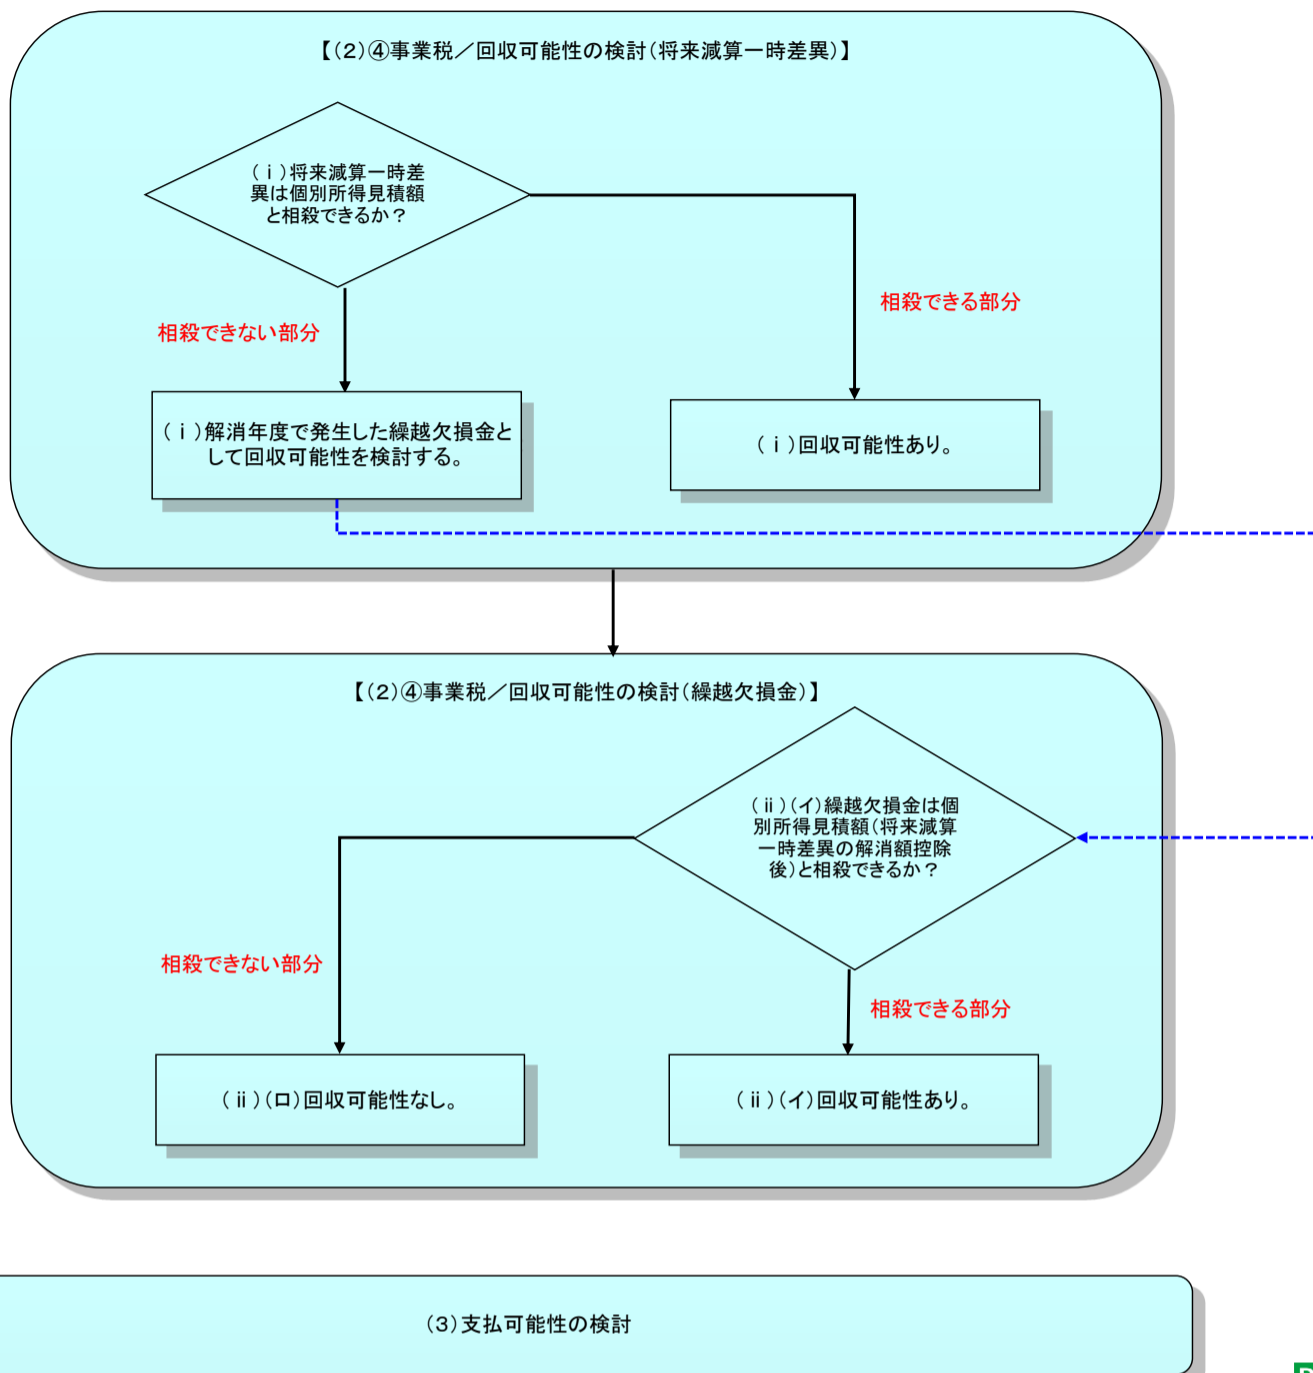 【(2)④事業税／回収可能性の検討(将来減算一時差異)】
(ⅰ)将来減算一時差
異は個別所得見積額
と相殺できるか？
相殺できる部分
相殺できない部分
(ⅰ)解消年度で発生した繰越欠損金と
して回収可能性を検討する。
(ⅰ)回収可能性あり。
【(2)④事業税／回収可能性の検討(繰越欠損金)】
(ⅱ)(イ)繰越欠損金は個
別所得見積額(将来減算
一時差異の解消額控除
後)と相殺できるか？
相殺できない部分
相殺できる部分
(ⅱ)(ロ)回収可能性なし。
(ⅱ)(イ)回収可能性あり。
(3)支払可能性の検討